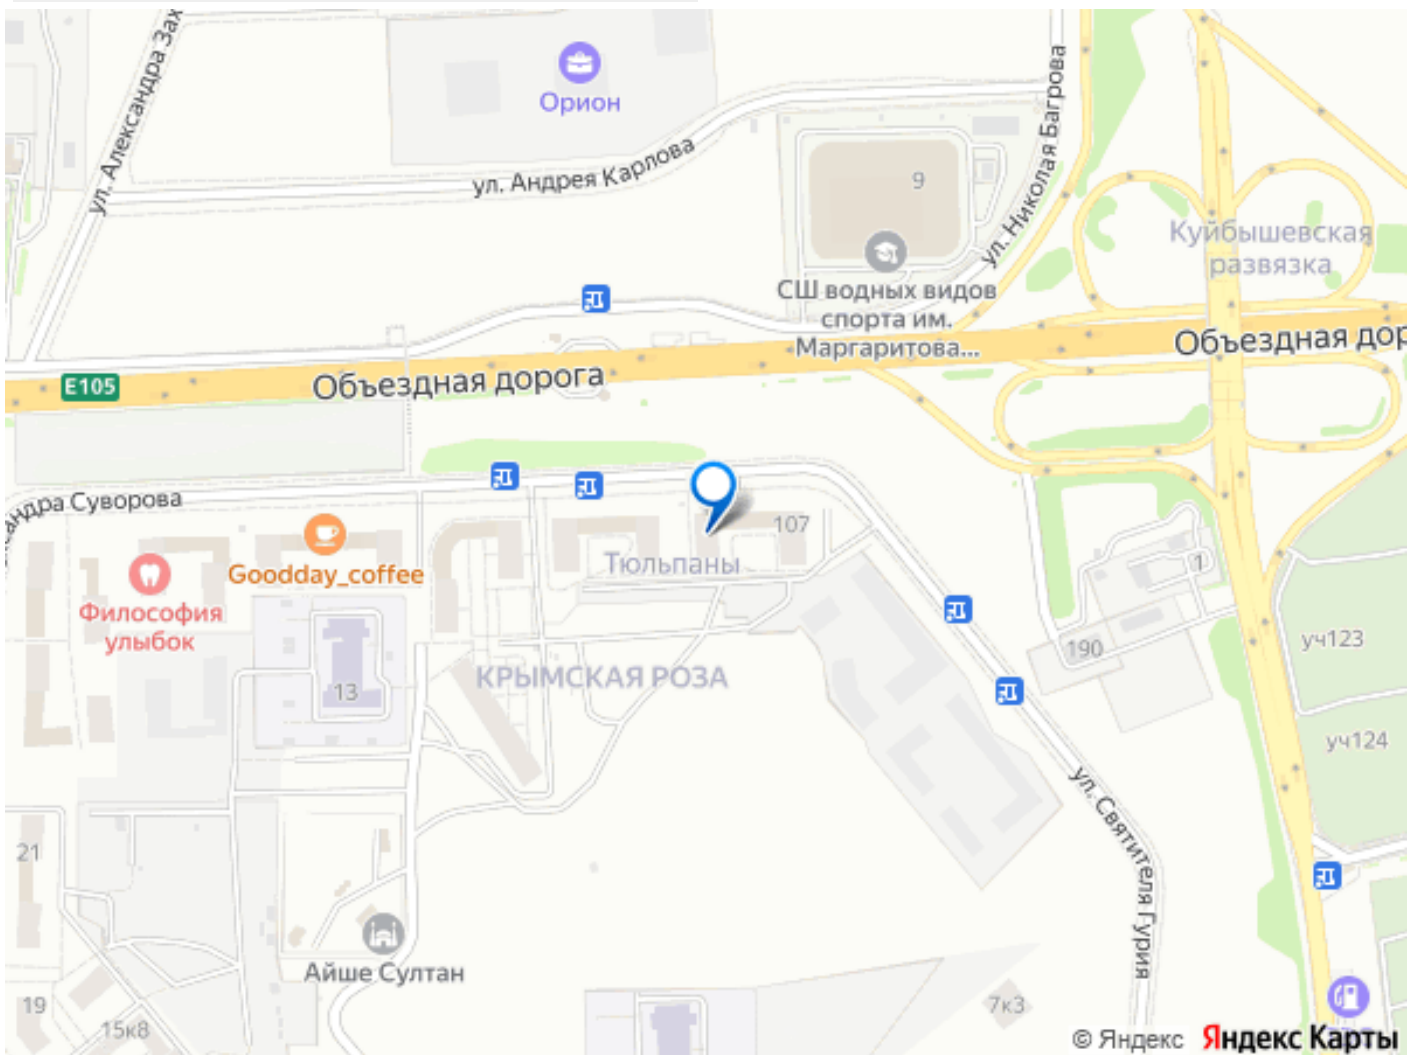 ул. Александра Зах
Орион
ул. Андрея Карлова
ул. Николая Багрова
9
Куйбышевская
развязка
СШ водных видов
спорта им.
Маргаритова...
Объездная дор
E105
Объездная дорога
ксандра Суворова
107
Тюльпаны
Goodday_coffee
Философия
улыбок
1
190
уч123
КРЫМСКАЯ РОЗА
13
уч124
ул. Святителя Гурия
21
Айше Султан
19
15к8
7к3
© Яндекс Яндекс Карты